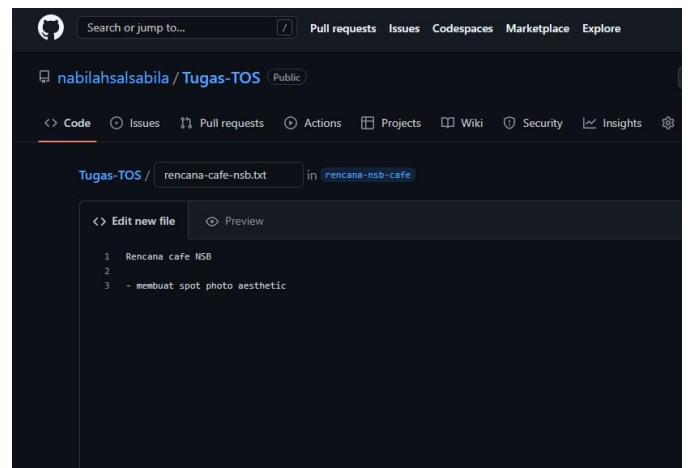 Search or jump to... / Pull requests Issues Codespaces Marketplace Explore
nabilahsalsabila / Tugas-TOS Public
<> Code Issues Pull requests Actions Projects Wiki Security Insights
Tugas-TOS / rencana-cafe-nsb.txt in rencana-nsb-cafe
<> Edit new file Preview
1 Rencana cafe NSB
2
3 - membuat spot photo aesthetic